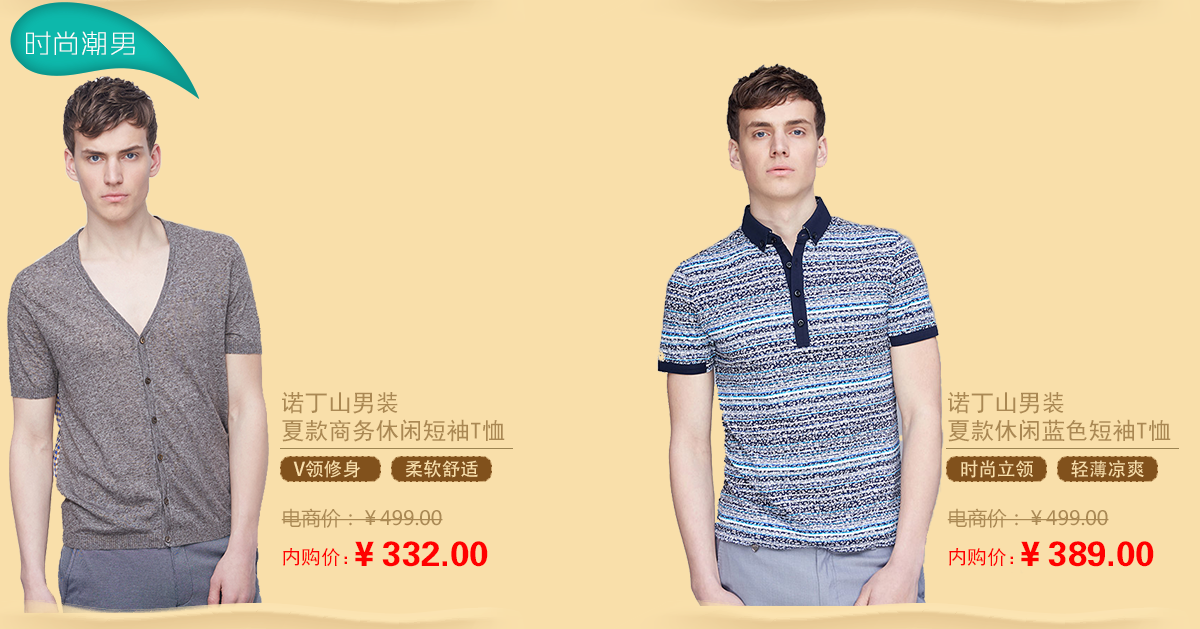 时尚潮男
诺丁山男装
夏款商务休闲短袖T恤
V领修身 柔软舒适
电商价：¥499.00
内购价：¥332.00
诺丁山男装
夏款休闲蓝色短袖T恤
时尚立领 轻薄凉爽
电商价：¥499.00
内购价：¥389.00